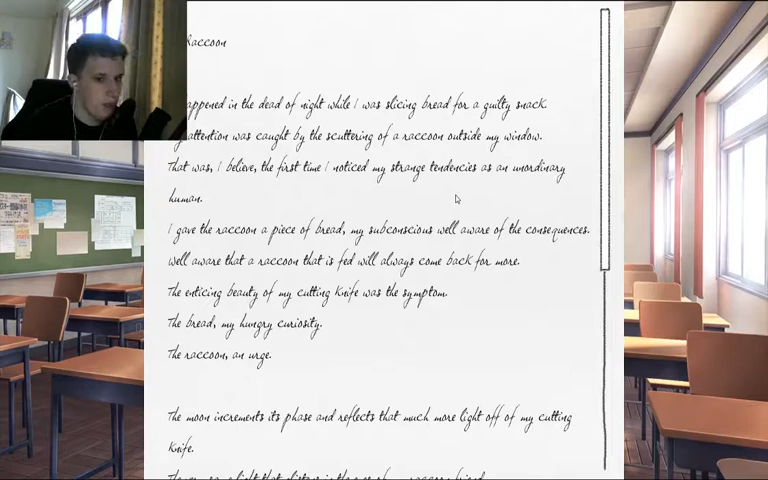 Raccoon
appened in the dead of night while I was slicing bread for a guilty snack.
attention was caught by the scuttering of a raccoon outside my window.
That was, I believe, the first time I noticed my strange tendencies as an unordinary
human.
I gave the raccoon a piece of bread, my subconscious well aware of the consequences.
Well aware that a raccoon that is fed will always come back for more.
The enticing beauty of my cutting knife was the symptom.
The bread, my hungry curiosity.
The raccoon, an urge.
The moon increments its phase and reflects that much more light off of my cutting
knife.